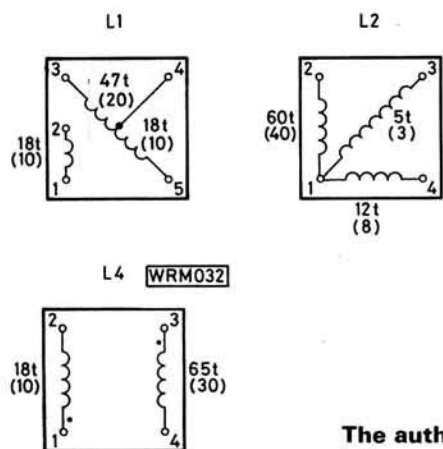 L1
L2
3
4
47t
(20)
2
18t
(10)
18t
(10)
1
5
2
3
60t
(40)
5t
(3)
1
4
12t
(8)
L4 WRM032
2
3
18t
(10)
65t
(30)
1
4
The auth